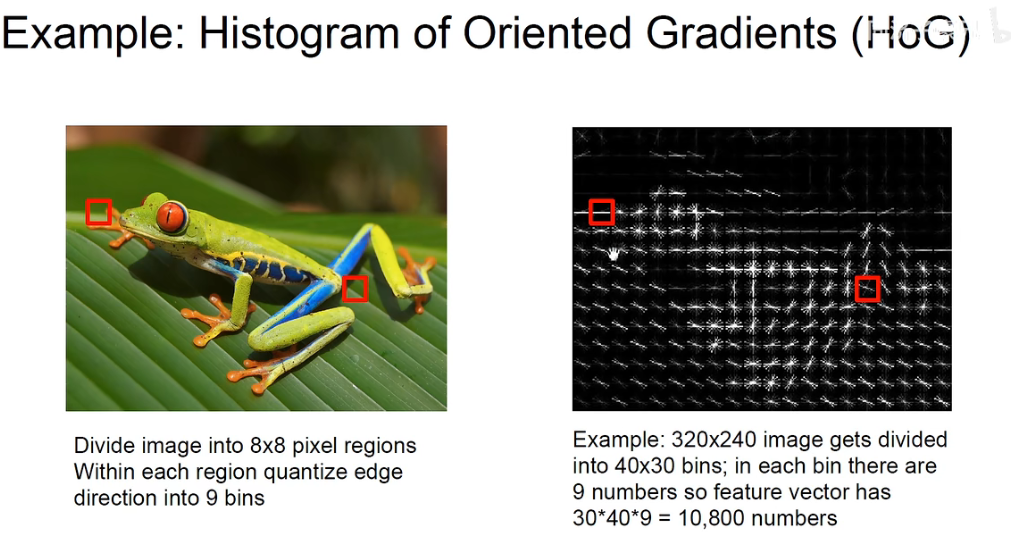 Example: Histogram of Oriented Gradients (HoG)
Divide image into 8x8 pixel regions
Within each region quantize edge
direction into 9 bins
Example: 320x240 image gets divided
into 40x30 bins; in each bin there are
9 numbers so feature vector has
30*40*9 = 10,800 numbers